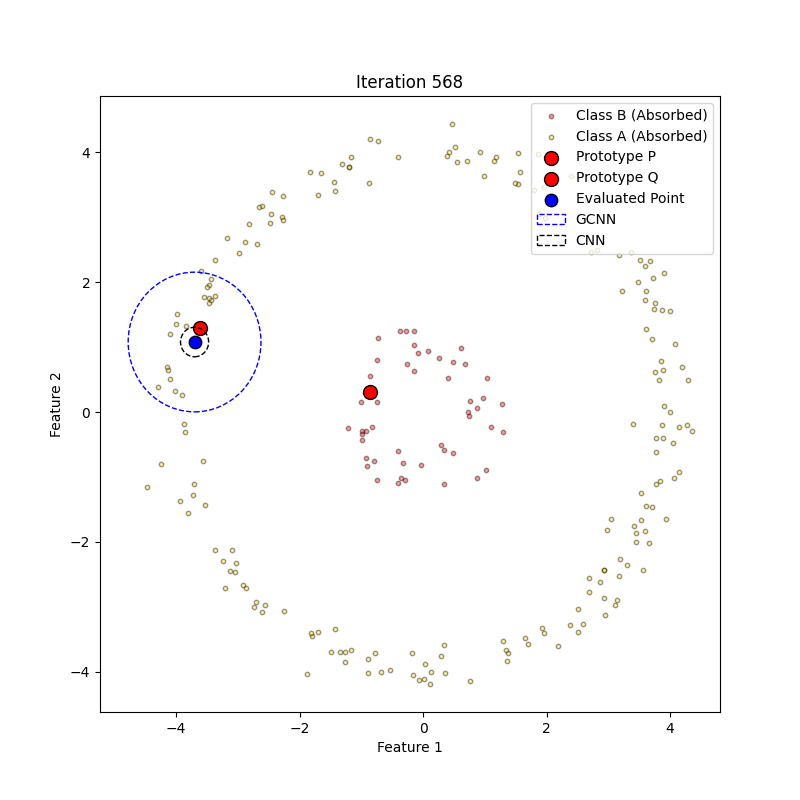 Iteration 568
Class B (Absorbed)
Class A (Absorbed)
Prototype P
Prototype Q
Evaluated Point
GCNN
CNN
4
2
0
−2
−4
Feature 2
−4
−2
0
2
4
Feature 1